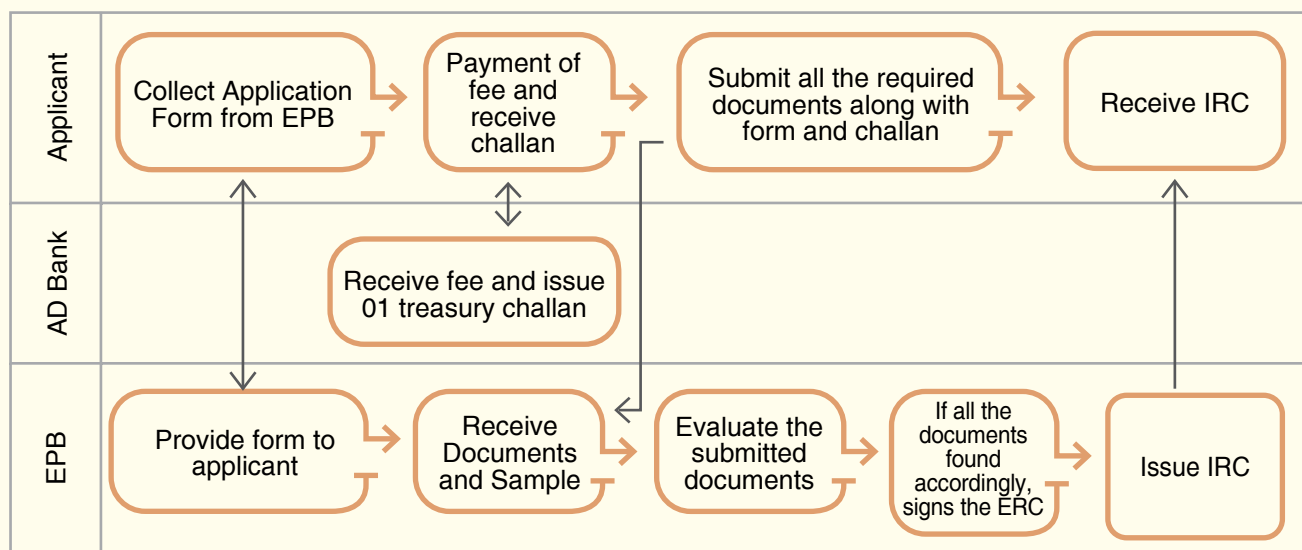 Applicant
Collect Application
Form from EPB
Payment of
fee and
receive
challan
Submit all the required
documents along with
form and challan
Receive IRC
AD Bank
Receive fee and issue
01 treasury challan
EPB
Provide form to
applicant
Receive
Documents
and Sample
Evaluate the
submitted
documents
If all the
documents
found
accordingly,
signs the ERC
Issue IRC